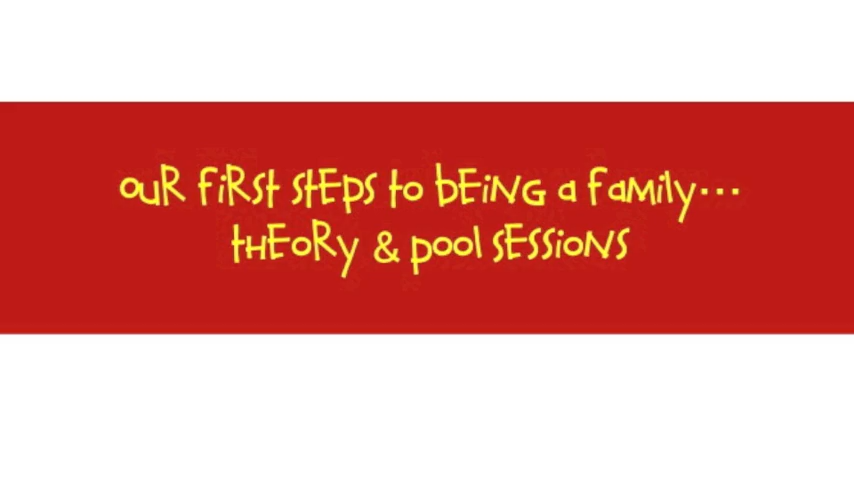 OUR FIRST STEPS TO BEING A FAMILY...
THEORY & POOL SESSIONS